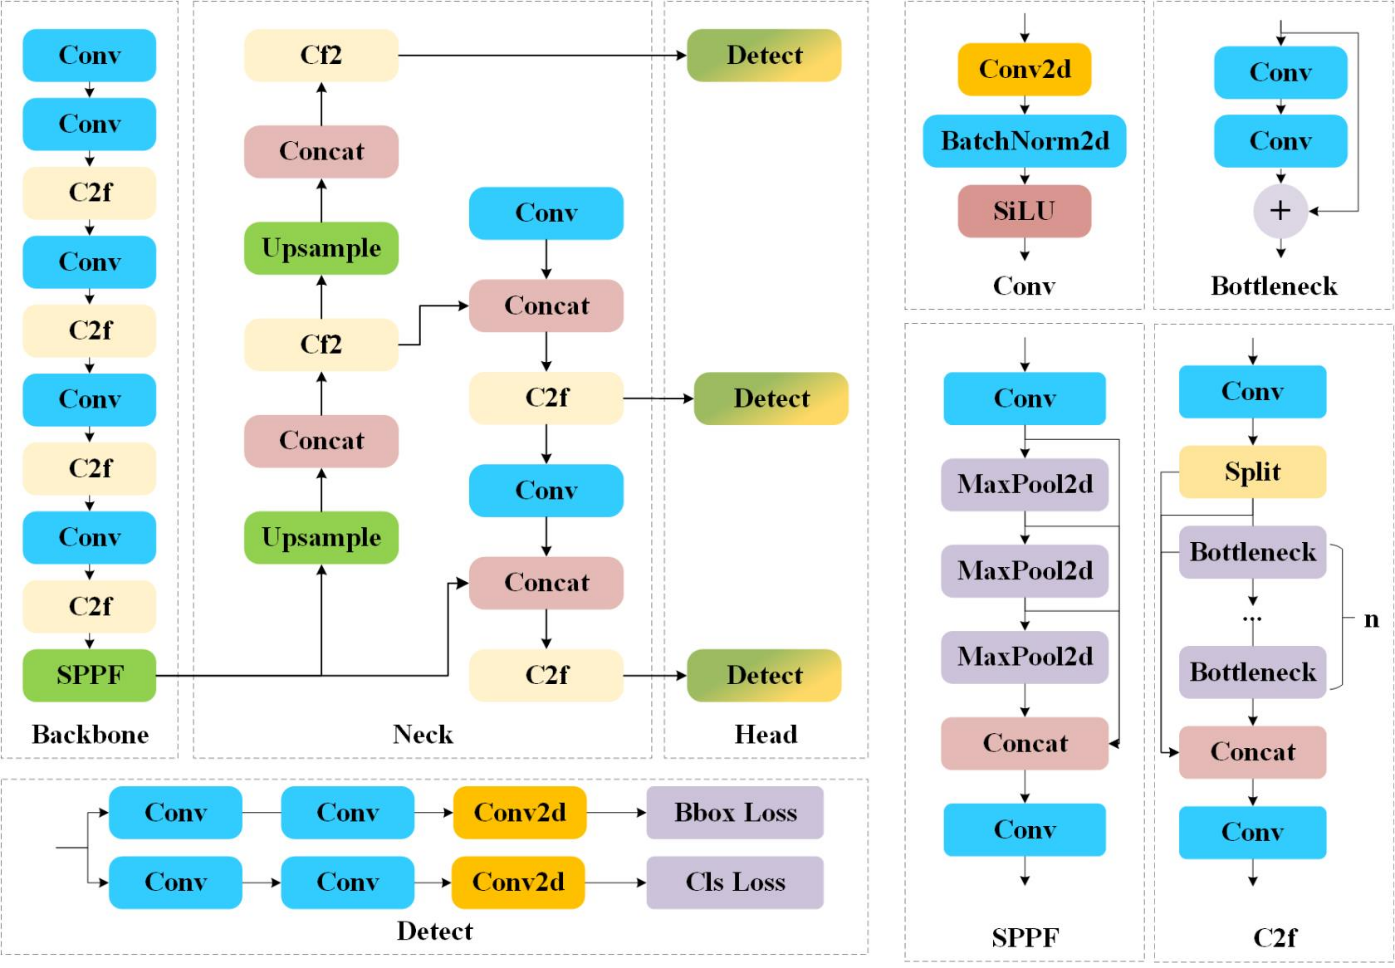 Conv
Conv
C2f
Conv
C2f
Conv
C2f
Conv
C2f
SPPF
Backbone
Cf2
Concat
Upsample
Cf2
Concat
Upsample
Conv
Concat
C2f
Conv
Concat
C2f
Neck
Detect
Detect
Detect
Head
Conv
Conv
Conv2d
Bbox Loss
Conv
Conv
Conv2d
Cls Loss
Detect
Conv2d
BatchNorm2d
SiLU
Conv
Conv
Conv
+
Bottleneck
Conv
MaxPool2d
MaxPool2d
MaxPool2d
Concat
Conv
SPPF
Conv
Split
Bottleneck
...
Bottleneck
n
Concat
Conv
C2f